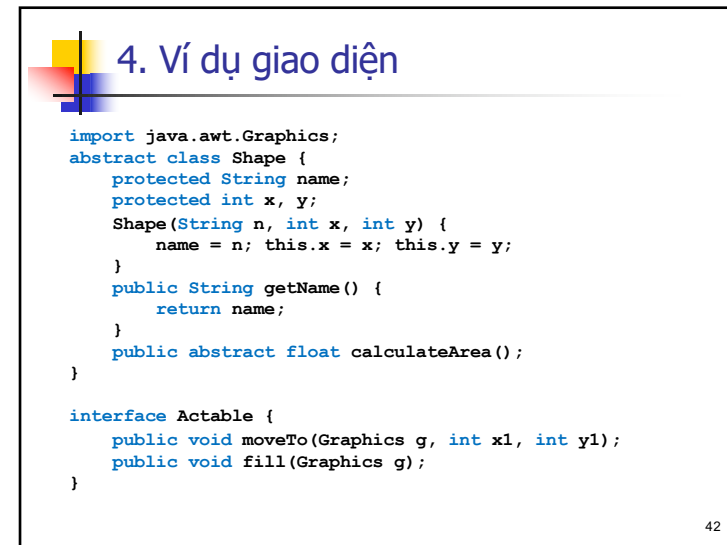 4. Ví dụ giao diện
import java.awt.Graphics;
abstract class Shape {
    protected String name;
    protected int x, y;
    Shape(String n, int x, int y) {
        name = n; this.x = x; this.y = y;
    }
    public String getName() {
        return name;
    }
    public abstract float calculateArea();
}
interface Actable {
    public void moveTo(Graphics g, int x1, int y1);
    public void fill(Graphics g);
}
42